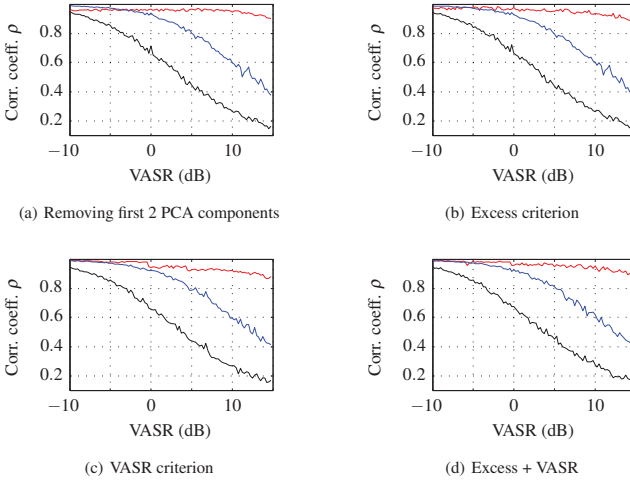 0.8
0.6
0.4
0.2
Corr. coeff. ρ
−10 0 10
VASR (dB)
(a) Removing first 2 PCA components
0.8
0.6
0.4
0.2
Corr. coeff. ρ
−10 0 10
VASR (dB)
(b) Excess criterion
0.8
0.6
0.4
0.2
Corr. coeff. ρ
−10 0 10
VASR (dB)
(c) VASR criterion
0.8
0.6
0.4
0.2
Corr. coeff. ρ
−10 0 10
VASR (dB)
(d) Excess + VASR